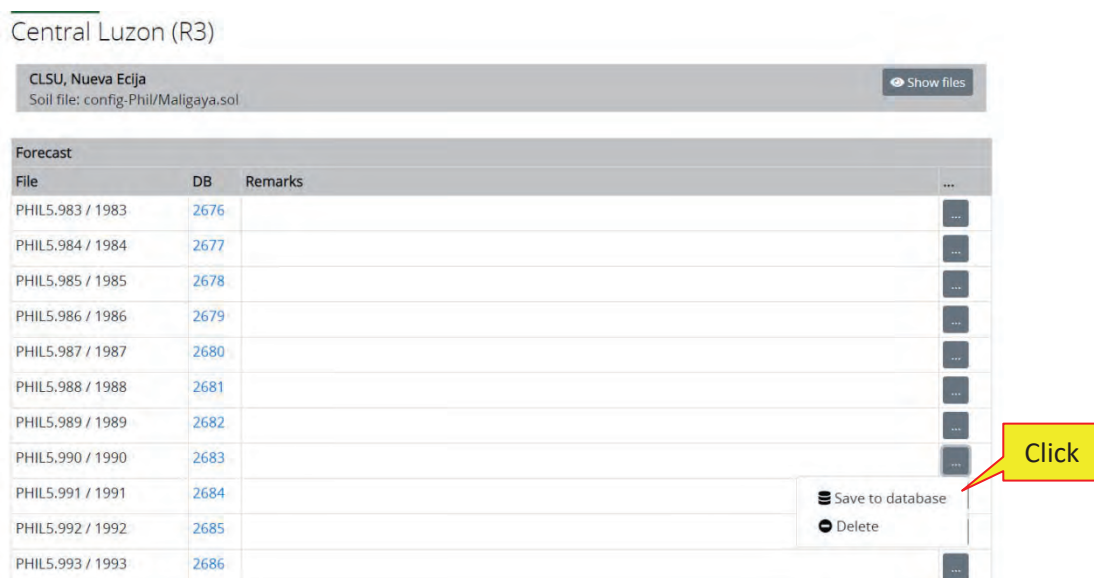 Central Luzon (R3)
CLSU, Nueva Ecija
Show files
Soil file: config-Phil/Maligaya.sol
Forecast
File DB Remarks ...
PHIL5.983 / 1983 2676 ...
PHIL5.984 / 1984 2677 ...
PHIL5.985 / 1985 2678 ...
PHIL5.986 / 1986 2679 ...
PHIL5.987 / 1987 2680 ...
PHIL5.988 / 1988 2681 ...
PHIL5.989 / 1989 2682 ...
PHIL5.990 / 1990 2683 ...
Click
PHIL5.991 / 1991 2684
Save to database
PHIL5.992 / 1992 2685
Delete
PHIL5.993 / 1993 2686 ...